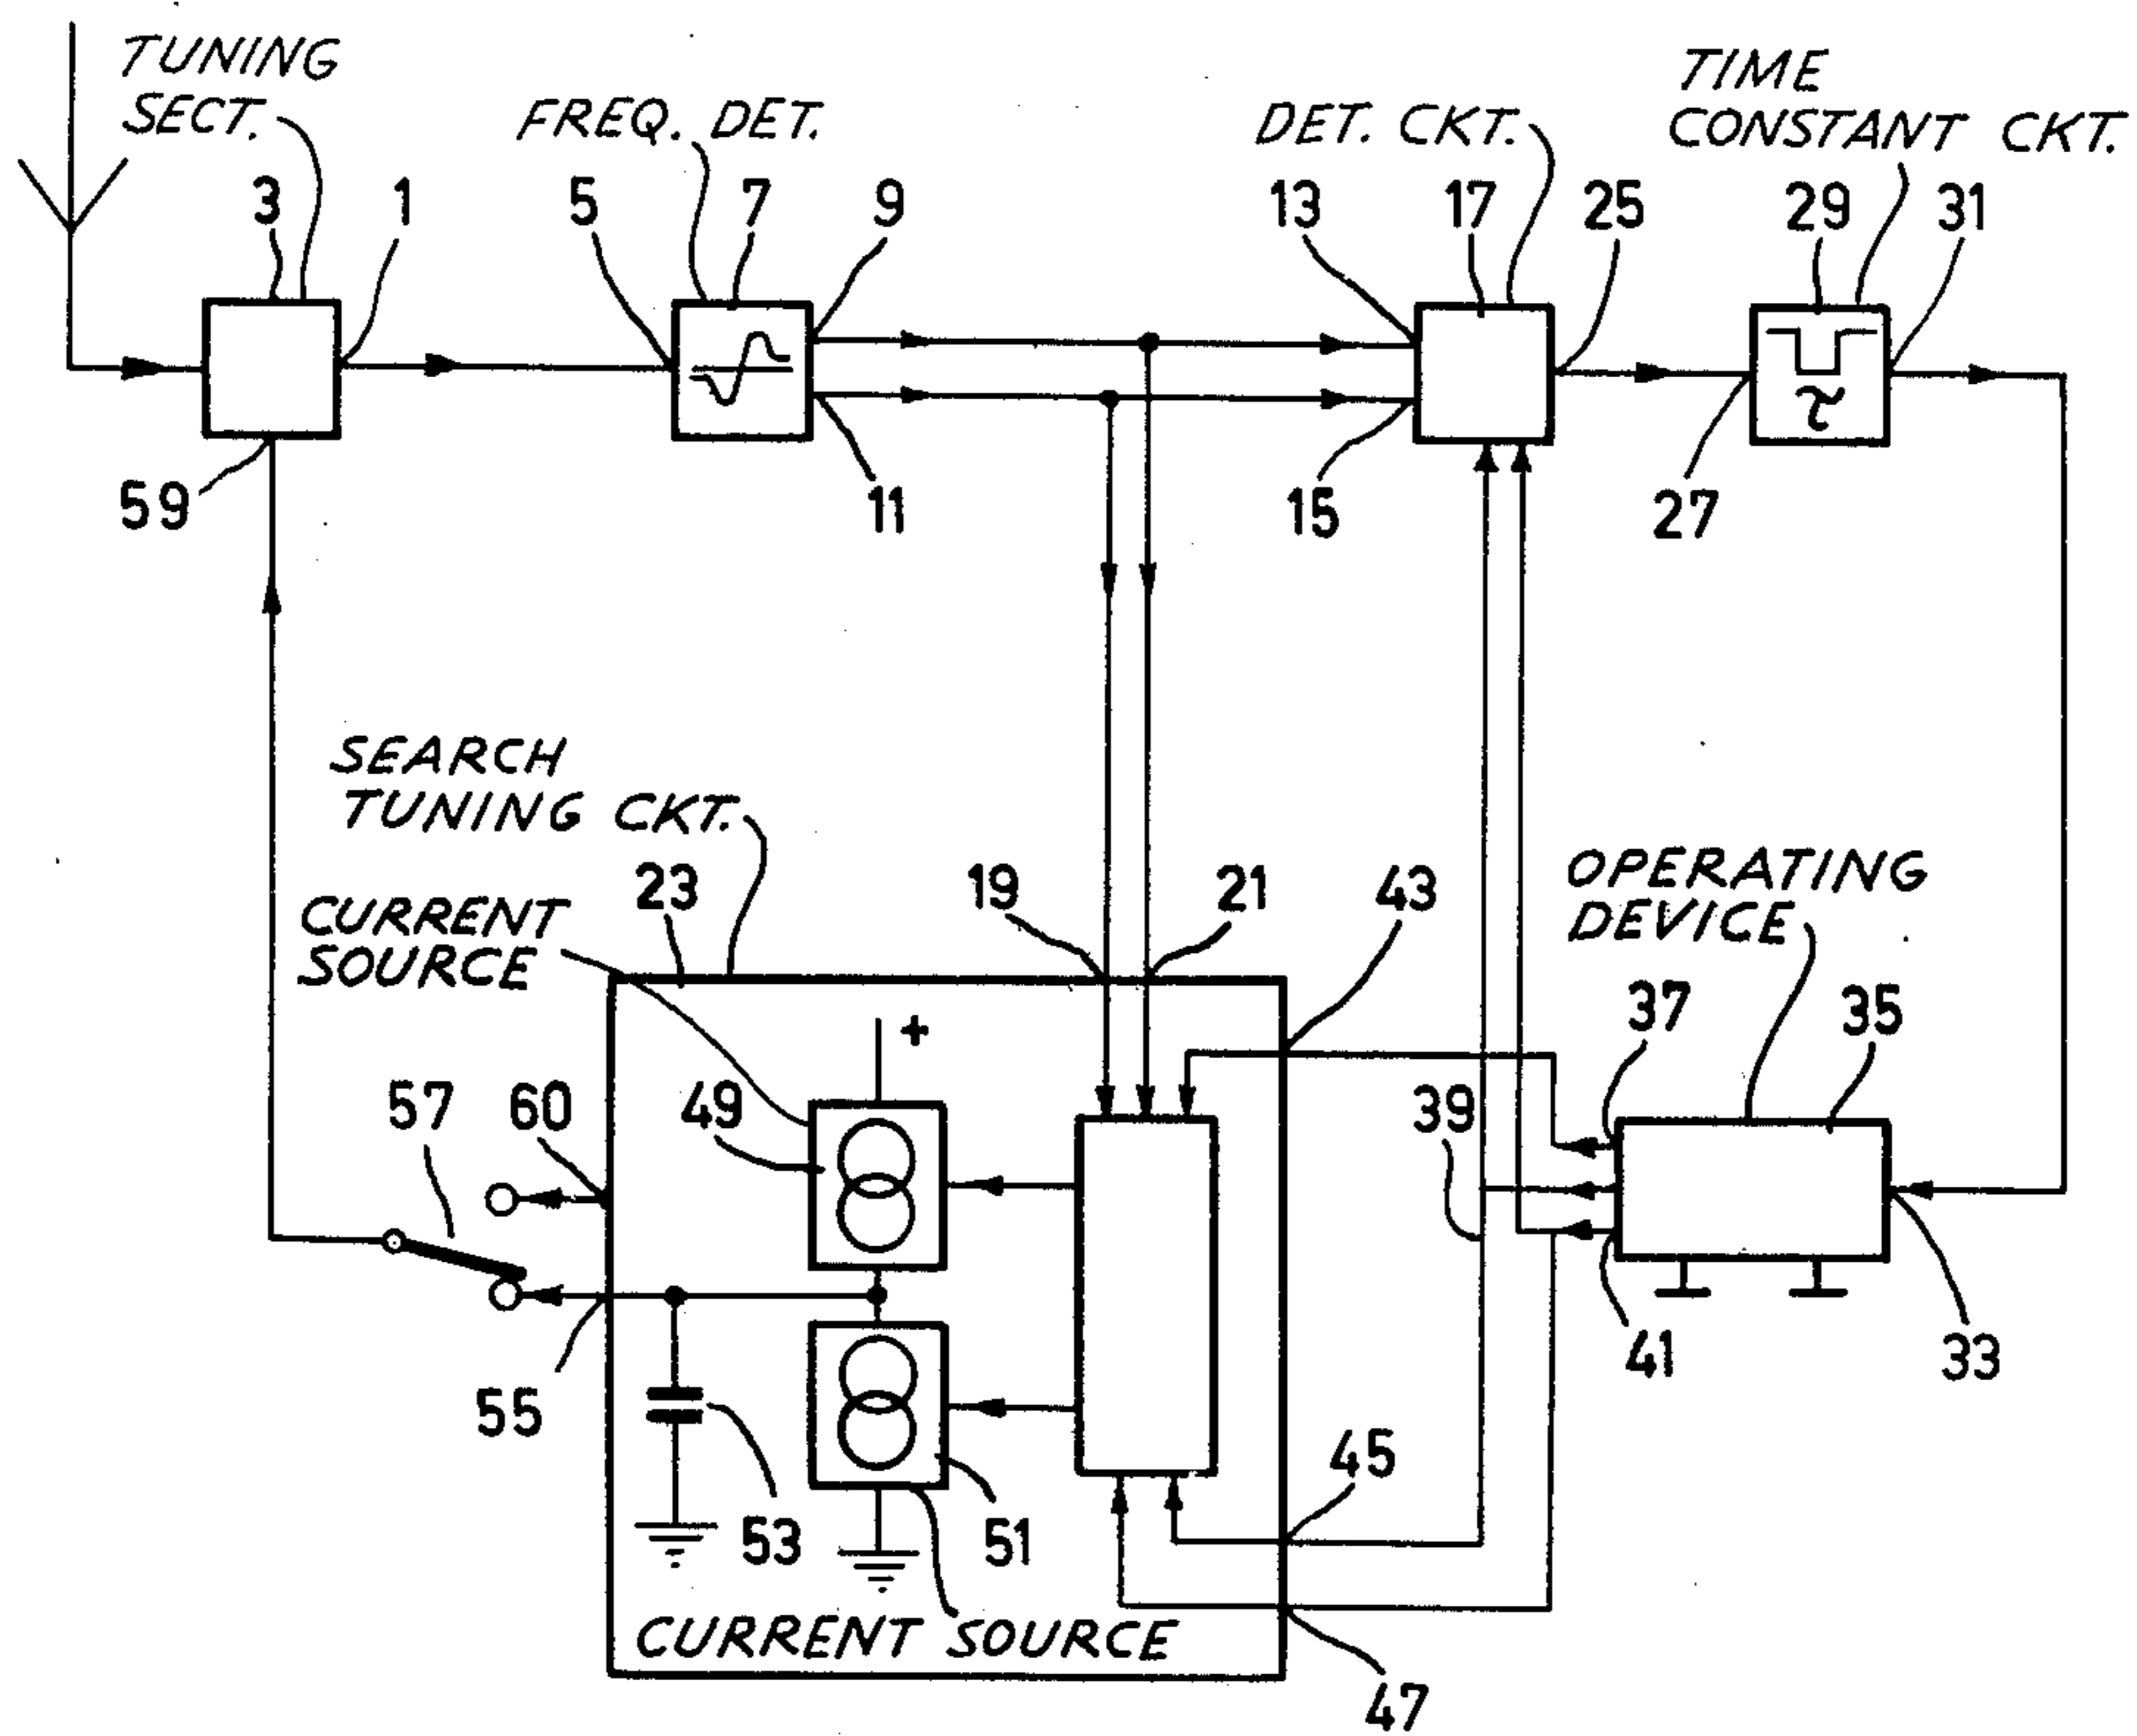 TUNING
SECT.
FREQ. DET.
DET. CKT.
TIME
CONSTANT CKT.
3
1
5
7
9
13
17
25
29
31
59
11
15
27
SEARCH
TUNING CKT.
23
CURRENT
SOURCE
19
21
43
OPERATING
DEVICE
37
35
+
57
60
49
39
55
53
51
45
41
33
CURRENT SOURCE
47